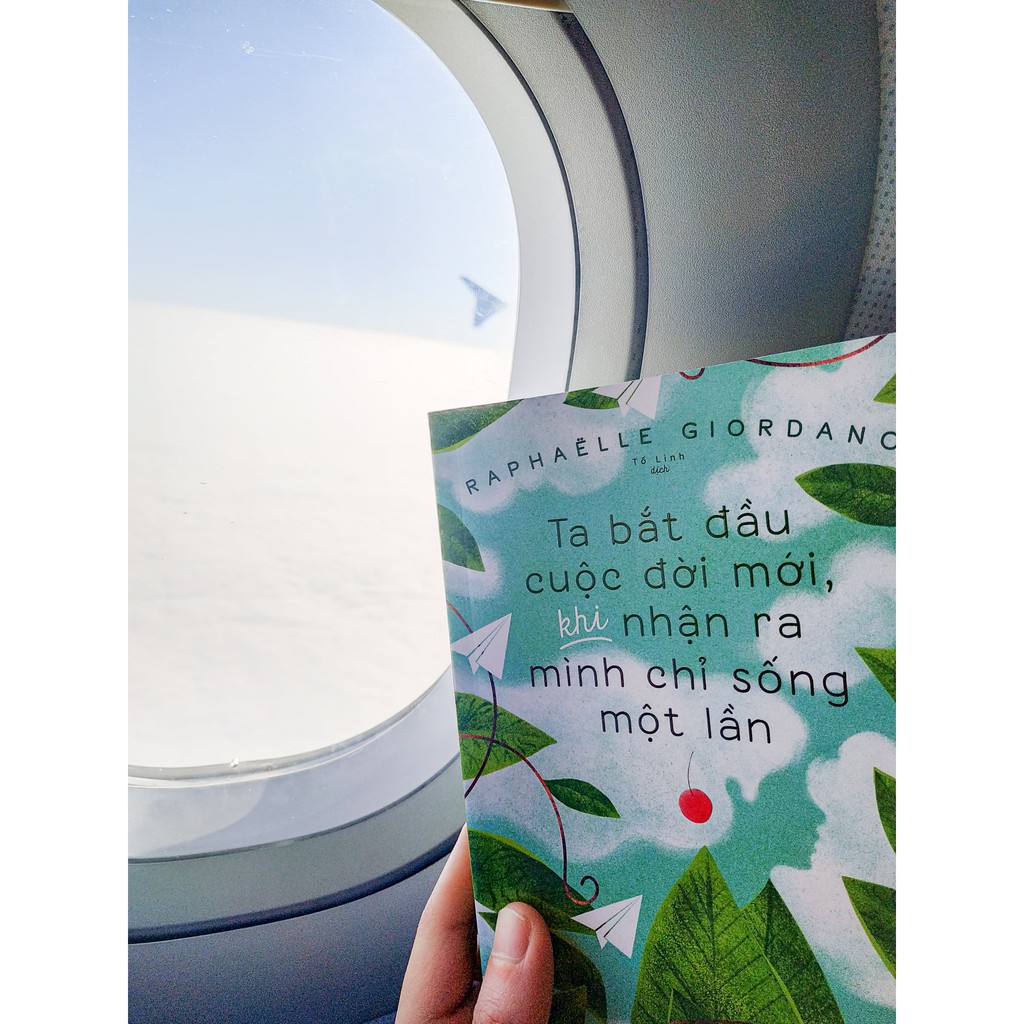 RAPHAËLLE GIORDANO
Tố Linh
dịch
Ta bắt đầu
cuộc đời mới,
khi nhận ra
mình chỉ sống
một lần